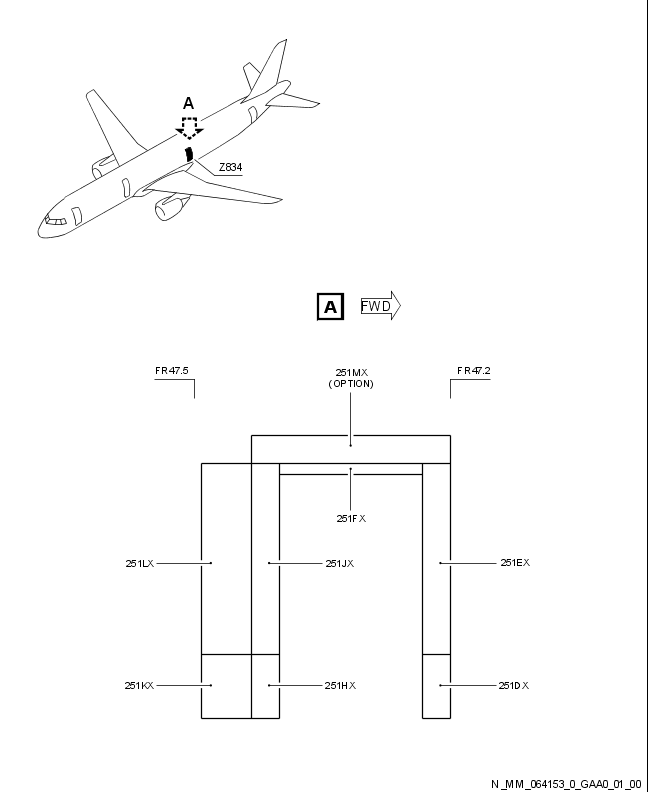 A
Z834
A
FWD
FR47.5
251MX
(OPTION)
FR47.2
251FX
251LX
251JX
251EX
251KX
251HX
251DX
N_MM_064153_0_GAA0_01_00